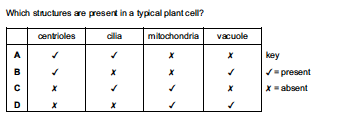 Which structures are present in a typical plant cell?
centrioles cilia mitochondria vacuole
A ✓ ✓ ✗ ✗ key
B ✓ ✗ ✗ ✓ ✓ = present
C ✗ ✓ ✓ ✗ ✗ = absent
D ✗ ✗ ✓ ✓